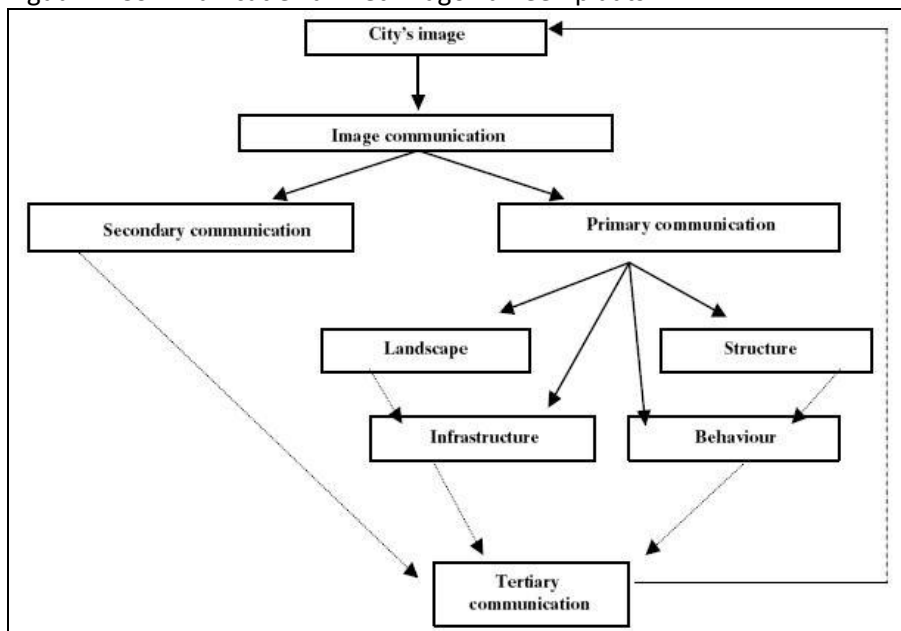 City's image
Image communication
Secondary communication
Primary communication
Landscape
Structure
Infrastructure
Behaviour
Tertiary
communication